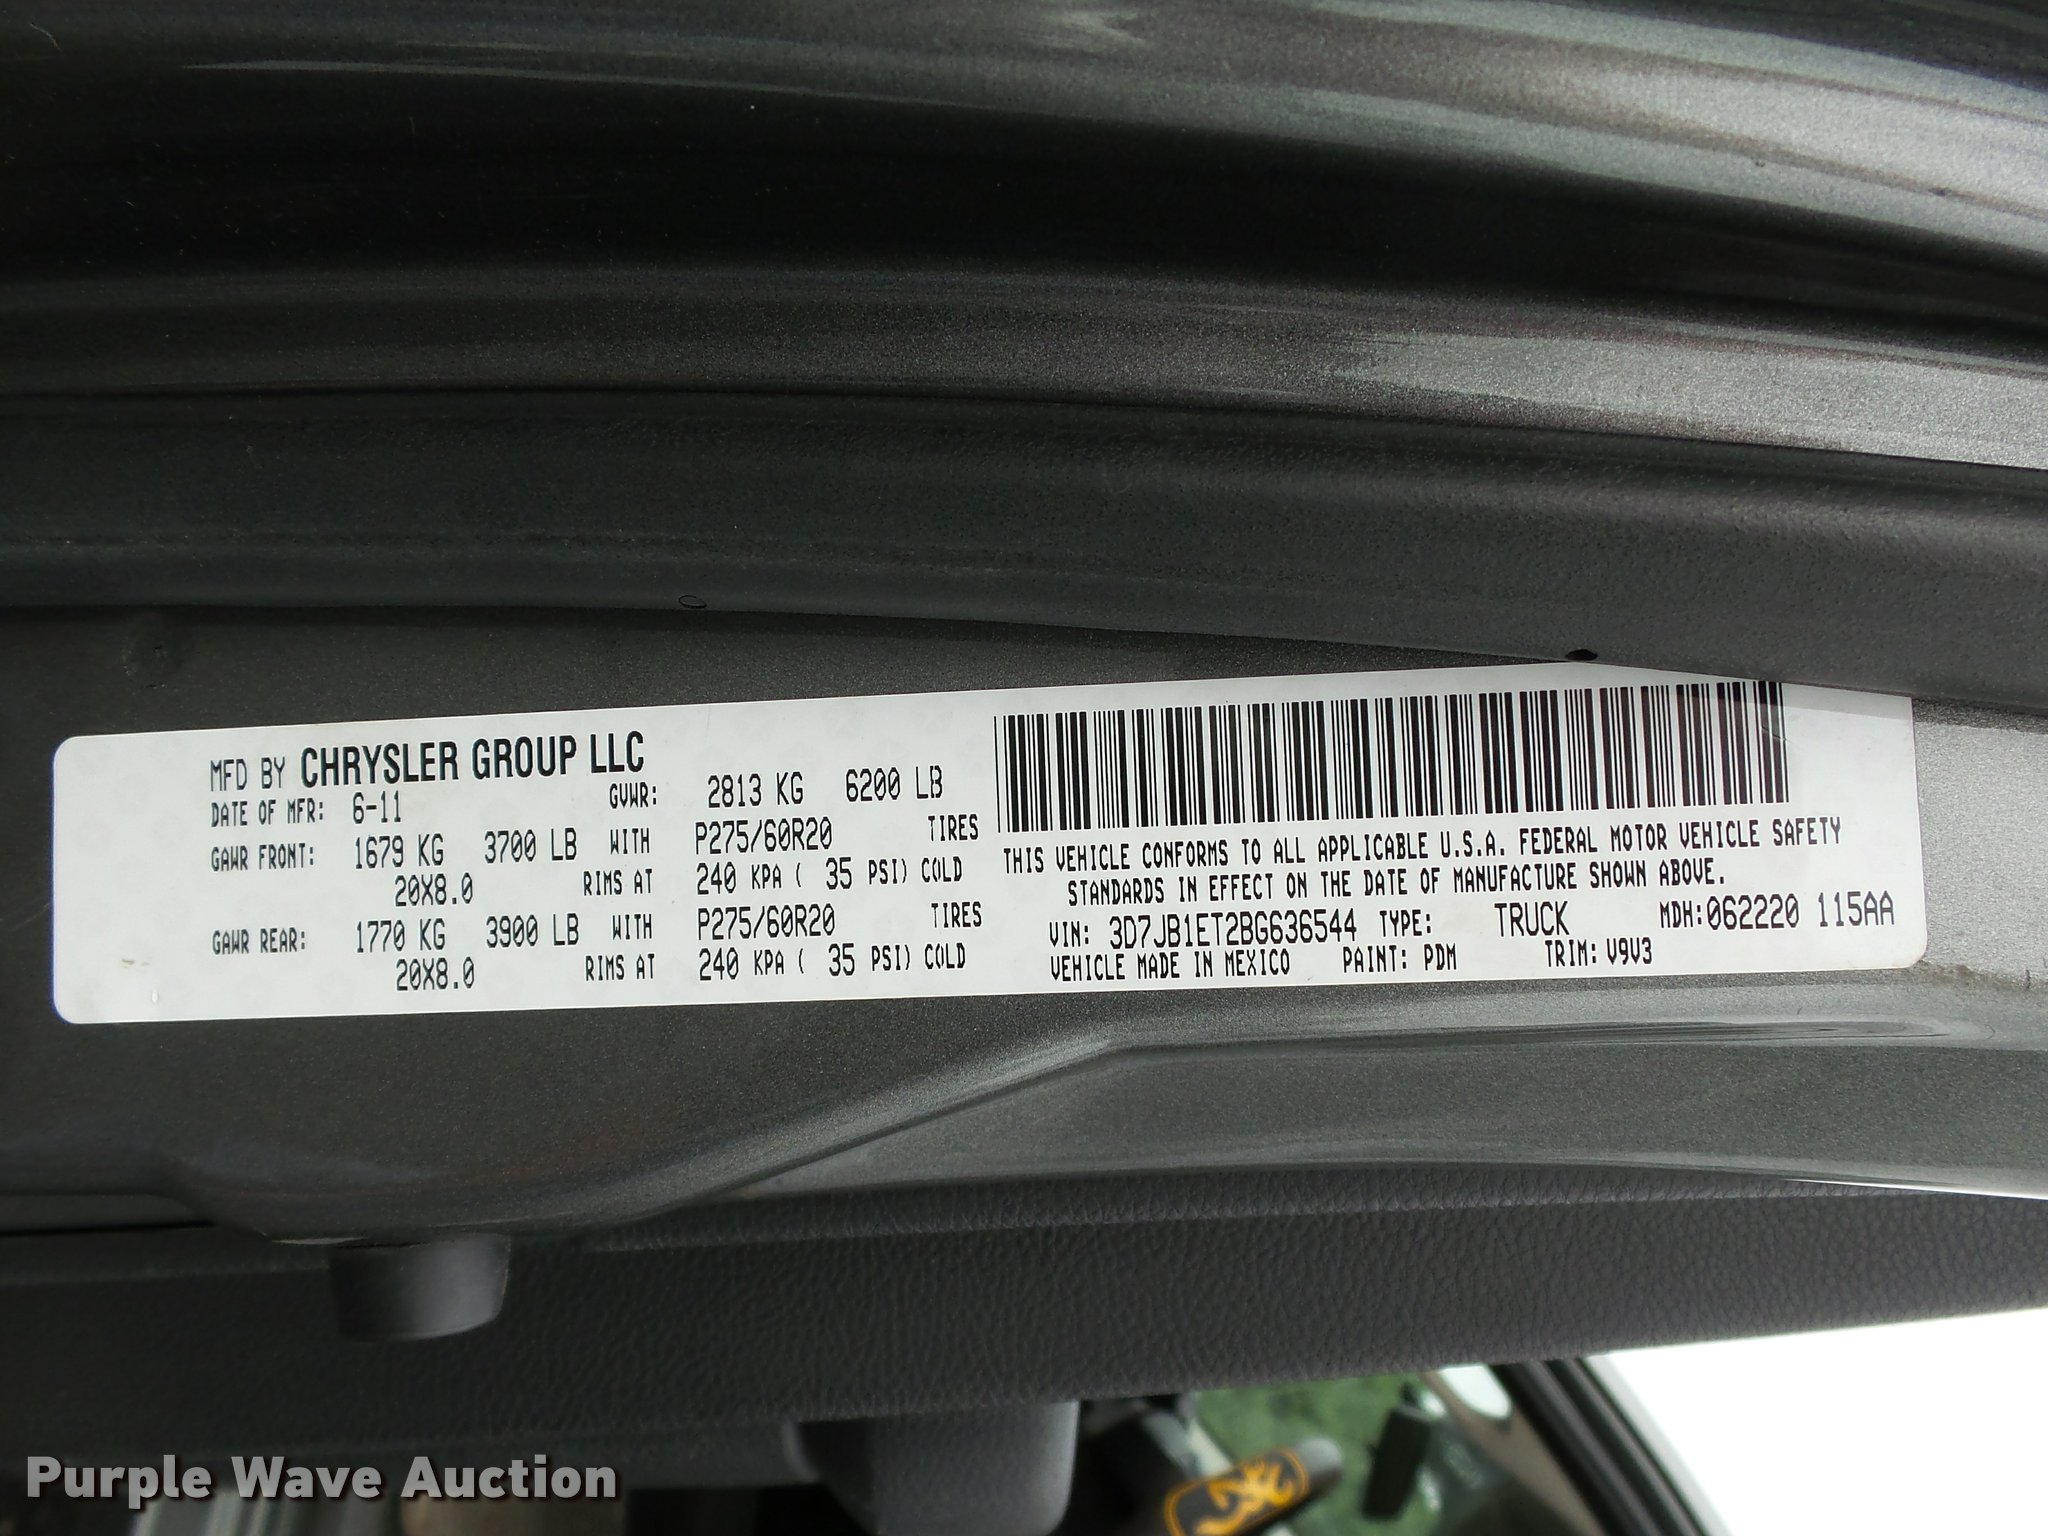 MFD BY CHRYSLER GROUP LLC
DATE OF MFR: 6-11 GVWR: 2813 KG 6200 LB
GAWR FRONT: 1679 KG 3700 LB WITH P275/60R20 TIRES
20X8.0 RIMS AT 240 KPA ( 35 PSI) COLD
GAWR REAR: 1770 KG 3900 LB WITH P275/60R20 TIRES
20X8.0 RIMS AT 240 KPA ( 35 PSI) COLD
THIS VEHICLE CONFORMS TO ALL APPLICABLE U.S.A. FEDERAL MOTOR VEHICLE SAFETY
STANDARDS IN EFFECT ON THE DATE OF MANUFACTURE SHOWN ABOVE.
VIN: 3D7JB1ET2BG636544 TYPE: TRUCK MDH:062220 115AA
VEHICLE MADE IN MEXICO PAINT: PDM TRIM: V9V3
Purple Wave Auction